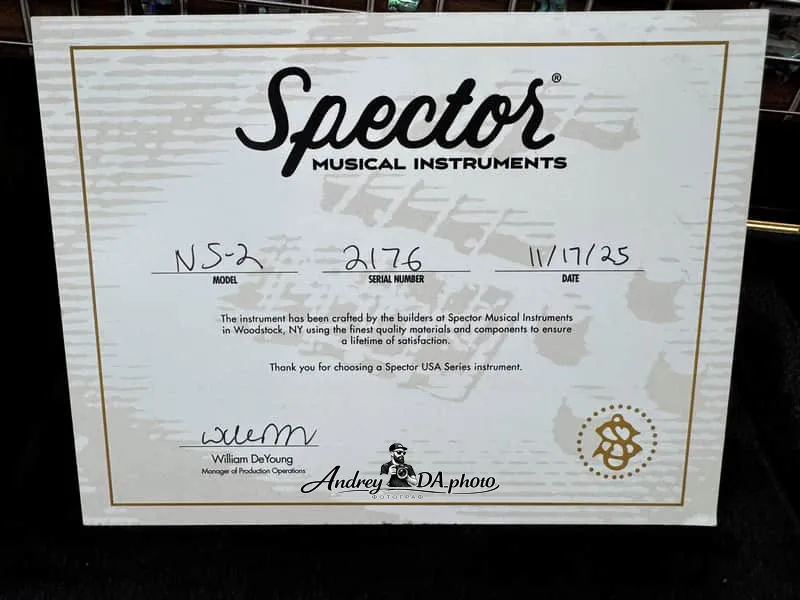 Spector®
MUSICAL INSTRUMENTS
NS-2 2176 11/17/25
MODEL SERIAL NUMBER DATE
The instrument has been crafted by the builders at Spector Musical Instruments
in Woodstock, NY using the finest quality materials and components to ensure
a lifetime of satisfaction.
Thank you for choosing a Spector USA Series instrument.
William DeYoung
Manager of Production Operations
Andrey DA.photo
ФОТОГРАФ